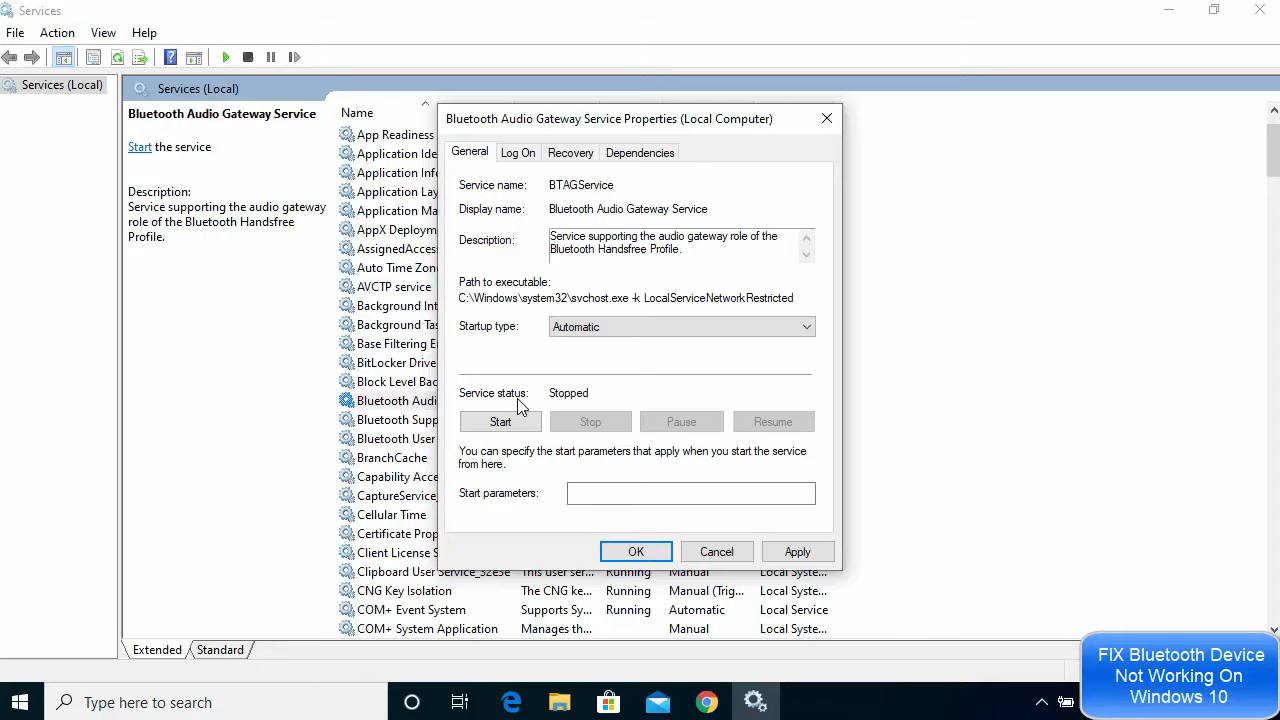 Services
File Action View Help
Services (Local)
Services (Local)
Bluetooth Audio Gateway Service
Start the service
Description:
Service supporting the audio gateway
role of the Bluetooth Handsfree
Profile.
Name
App Readiness
Application Ide
Application Inf
Application Lay
Application Ma
AppX Deploym
AssignedAcces
Auto Time Zon
AVCTP service
Background Int
Background Tas
Base Filtering E
BitLocker Drive
Block Level Bac
Bluetooth Audi
Bluetooth Supp
Bluetooth User
BranchCache
Capability Acce
CaptureService_
Cellular Time
Certificate Prop
Client License S
Clipboard User Service_32e3e This user ser... Running Manual Local Syste...
CNG Key Isolation The CNG ke... Running Manual (Trig... Local Syste...
COM+ Event System Supports Sy... Running Automatic Local Service
COM+ System Application Manages th... Manual Local Syste...
Extended Standard
Bluetooth Audio Gateway Service Properties (Local Computer)
General Log On Recovery Dependencies
Service name: BTAGService
Display name: Bluetooth Audio Gateway Service
Description: Service supporting the audio gateway role of the
Bluetooth Handsfree Profile.
Path to executable:
C:\Windows\system32\svchost.exe -k LocalServiceNetworkRestricted
Startup type: Automatic
Service status: Stopped
Start Stop Pause Resume
You can specify the start parameters that apply when you start the service
from here.
Start parameters:
OK Cancel Apply
Type here to search
FIX Bluetooth Device
Not Working On
Windows 10